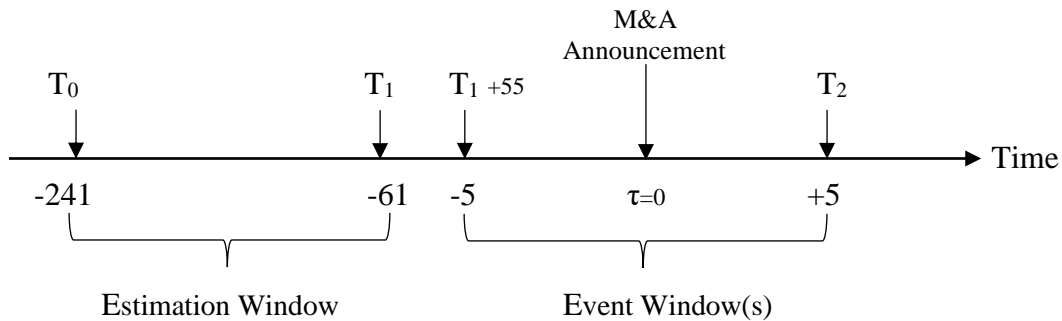 M&A
Announcement
T₀ T₁ T₁ +55 T₂
Time
-241 -61 -5 τ=0 +5
Estimation Window Event Window(s)